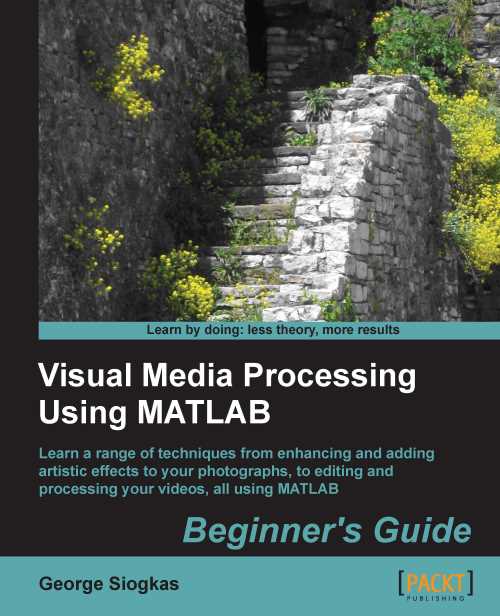 Learn by doing: less theory, more results
Visual Media Processing
Using MATLAB
Learn a range of techniques from enhancing and adding
artistic effects to your photographs, to editing and
processing your videos, all using MATLAB
Beginner's Guide
George Siogkas
[PACKT]
PUBLISHING